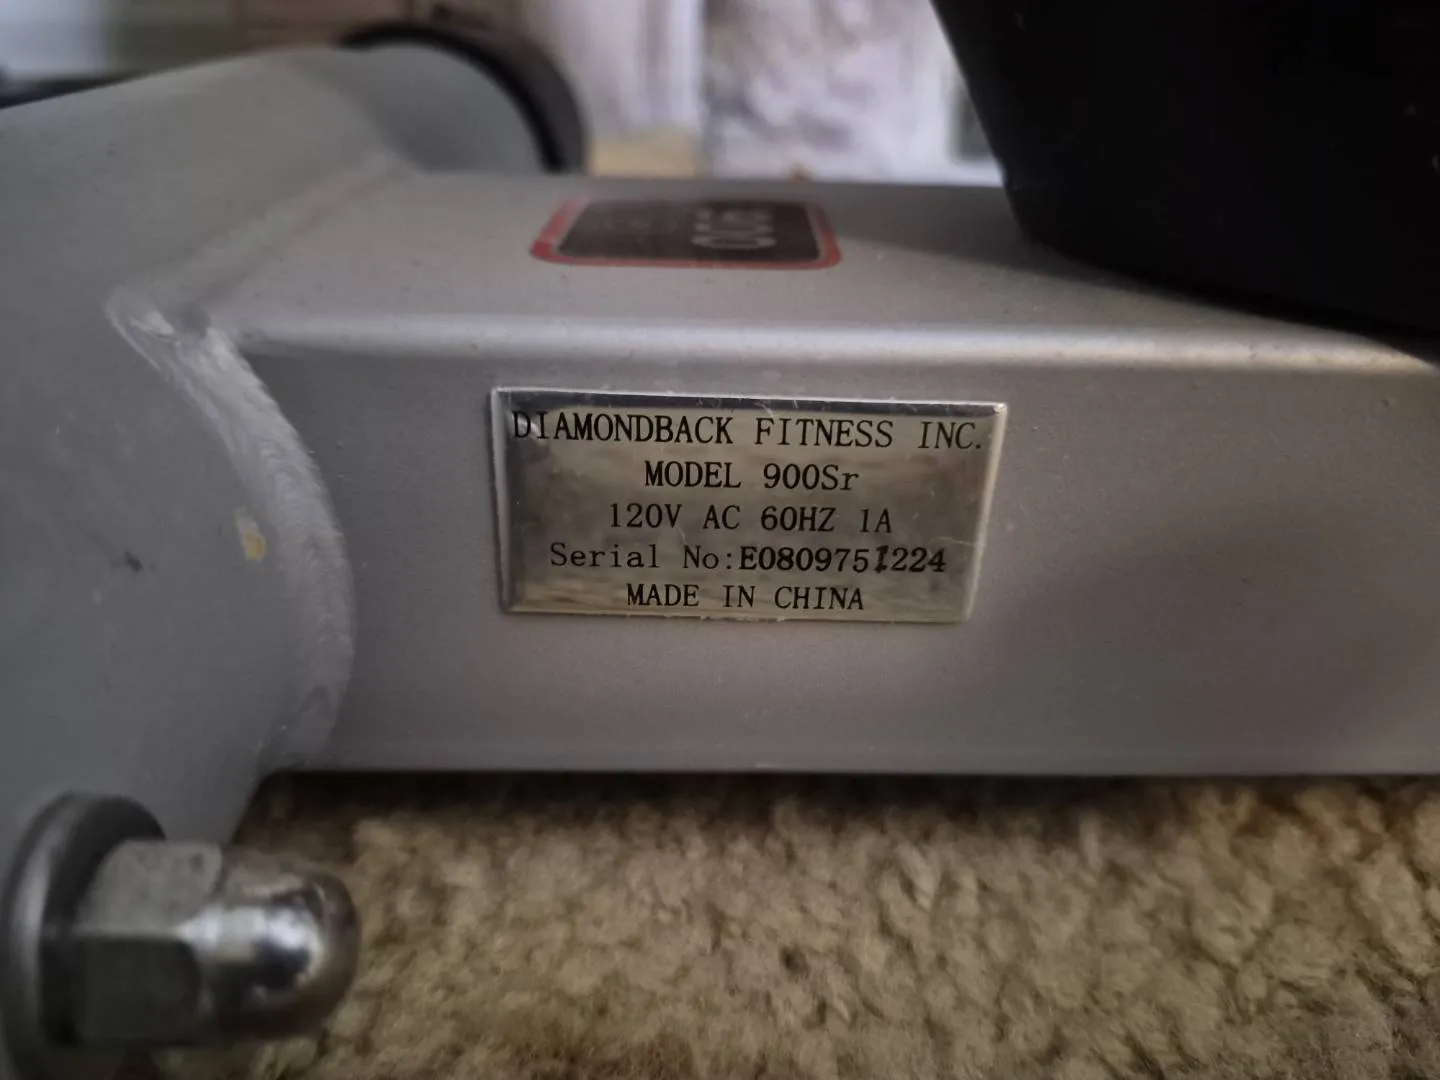 DIAMONDBACK FITNESS INC.
MODEL 900Sr
120V AC 60HZ 1A
Serial No:E0809751224
MADE IN CHINA